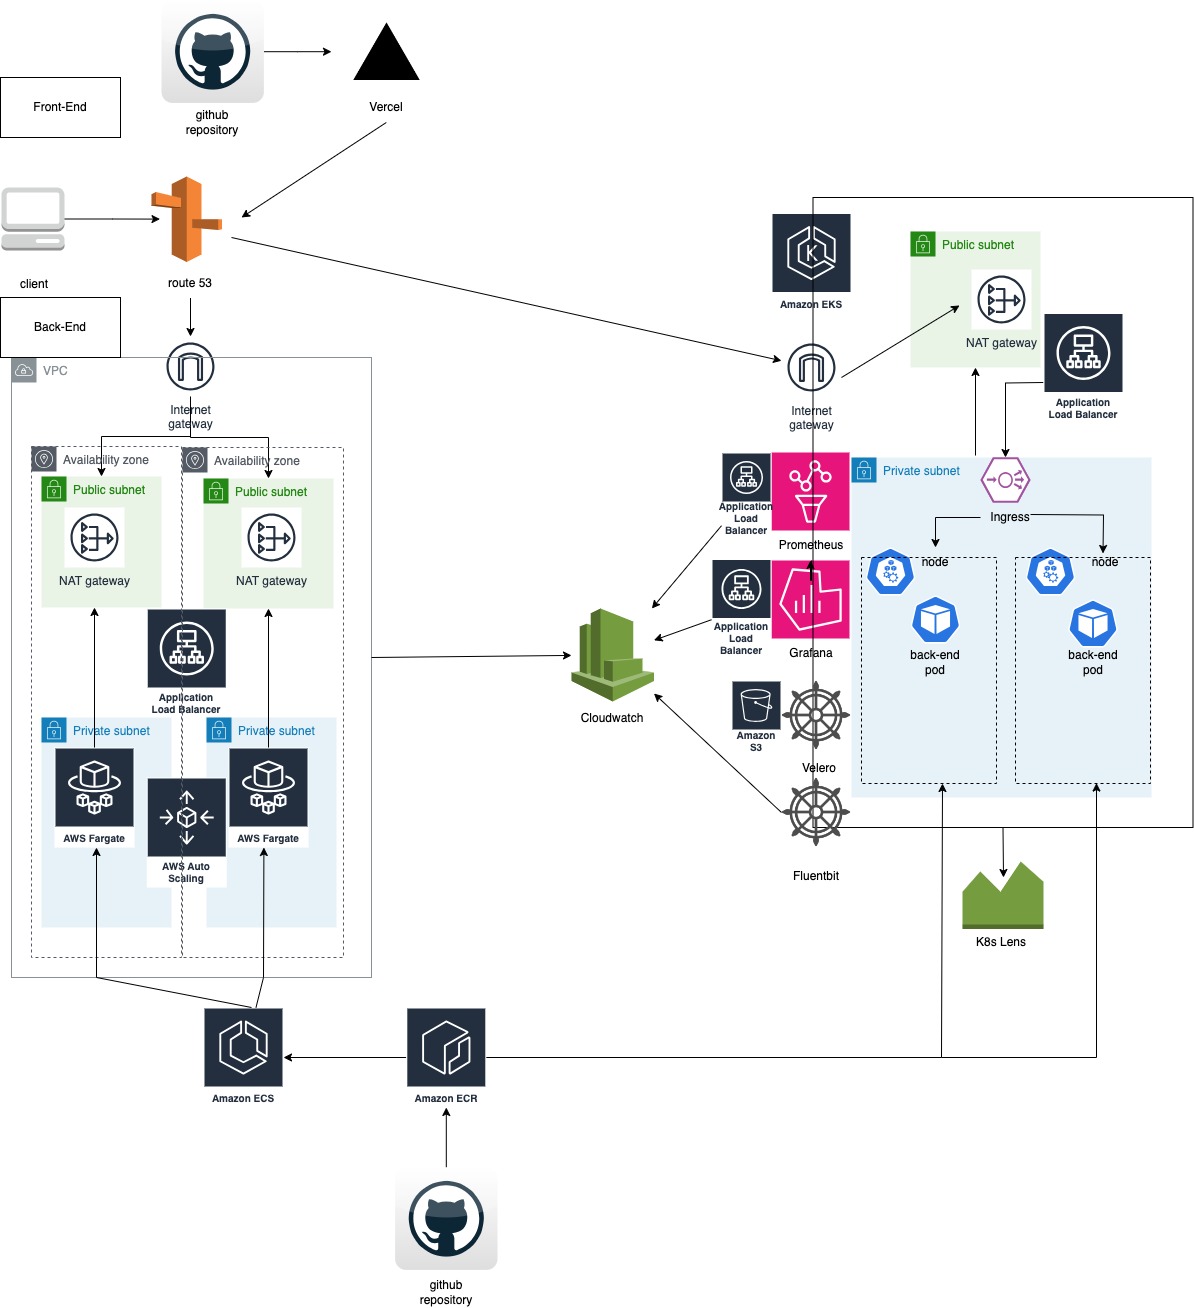 github
repository
Vercel
Front-End
client
route 53
Back-End
VPC
Internet
gateway
Availability zone
Availability zone
Public subnet
Public subnet
NAT gateway
NAT gateway
Application
Load Balancer
Private subnet
Private subnet
AWS Fargate
AWS Fargate
AWS Auto
Scaling
Amazon ECS
Amazon ECR
github
repository
Cloudwatch
K
Amazon EKS
Internet
gateway
Public subnet
NAT gateway
Application
Load Balancer
Application
Load
Balancer
Prometheus
Application
Load
Balancer
Grafana
Amazon
S3
Velero
Fluentbit
Private subnet
Ingress
node
node
back-end
pod
back-end
pod
K8s Lens